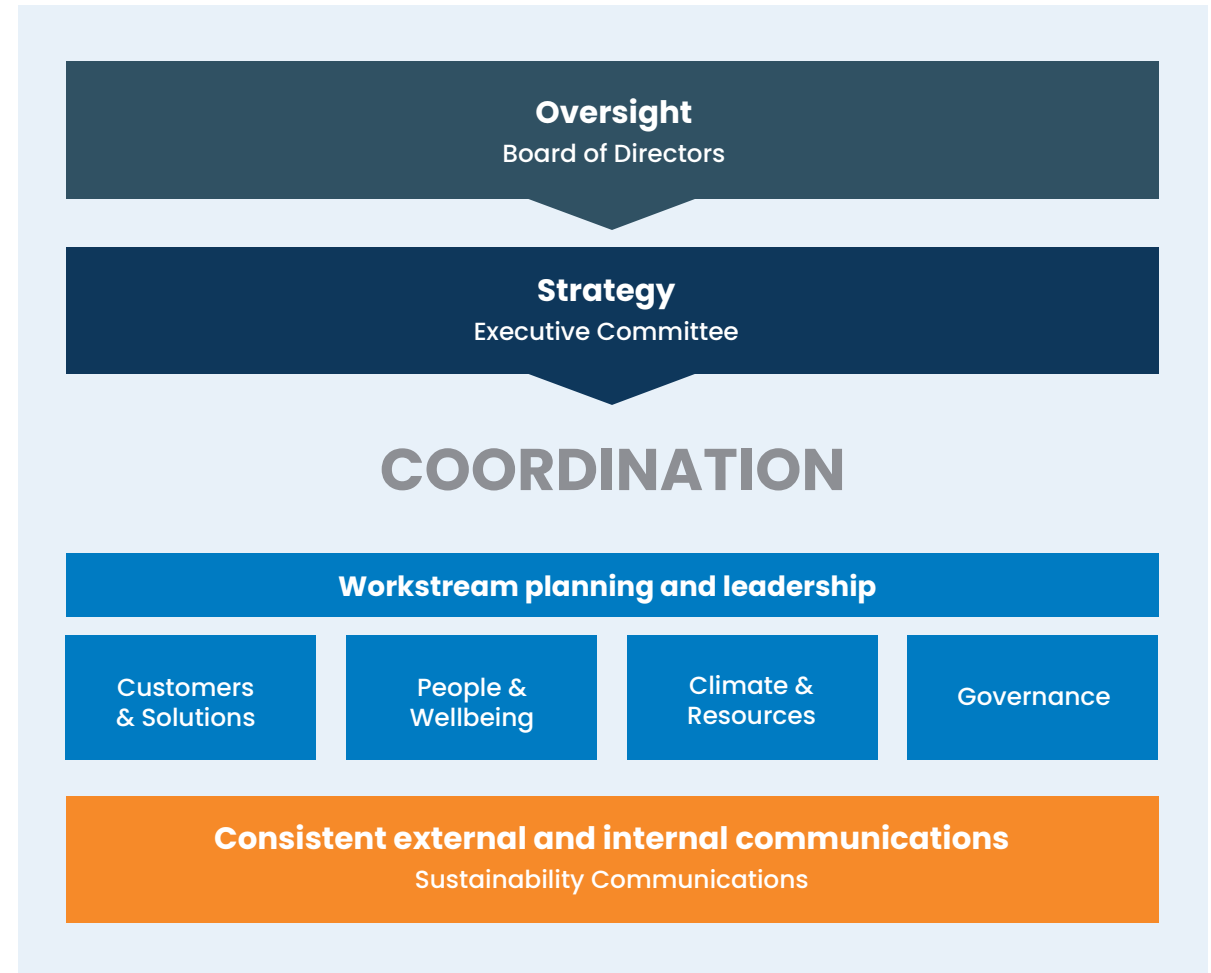 Oversight
Board of Directors
Strategy
Executive Committee
COORDINATION
Workstream planning and leadership
Customers
& Solutions
People &
Wellbeing
Climate &
Resources
Governance
Consistent external and internal communications
Sustainability Communications